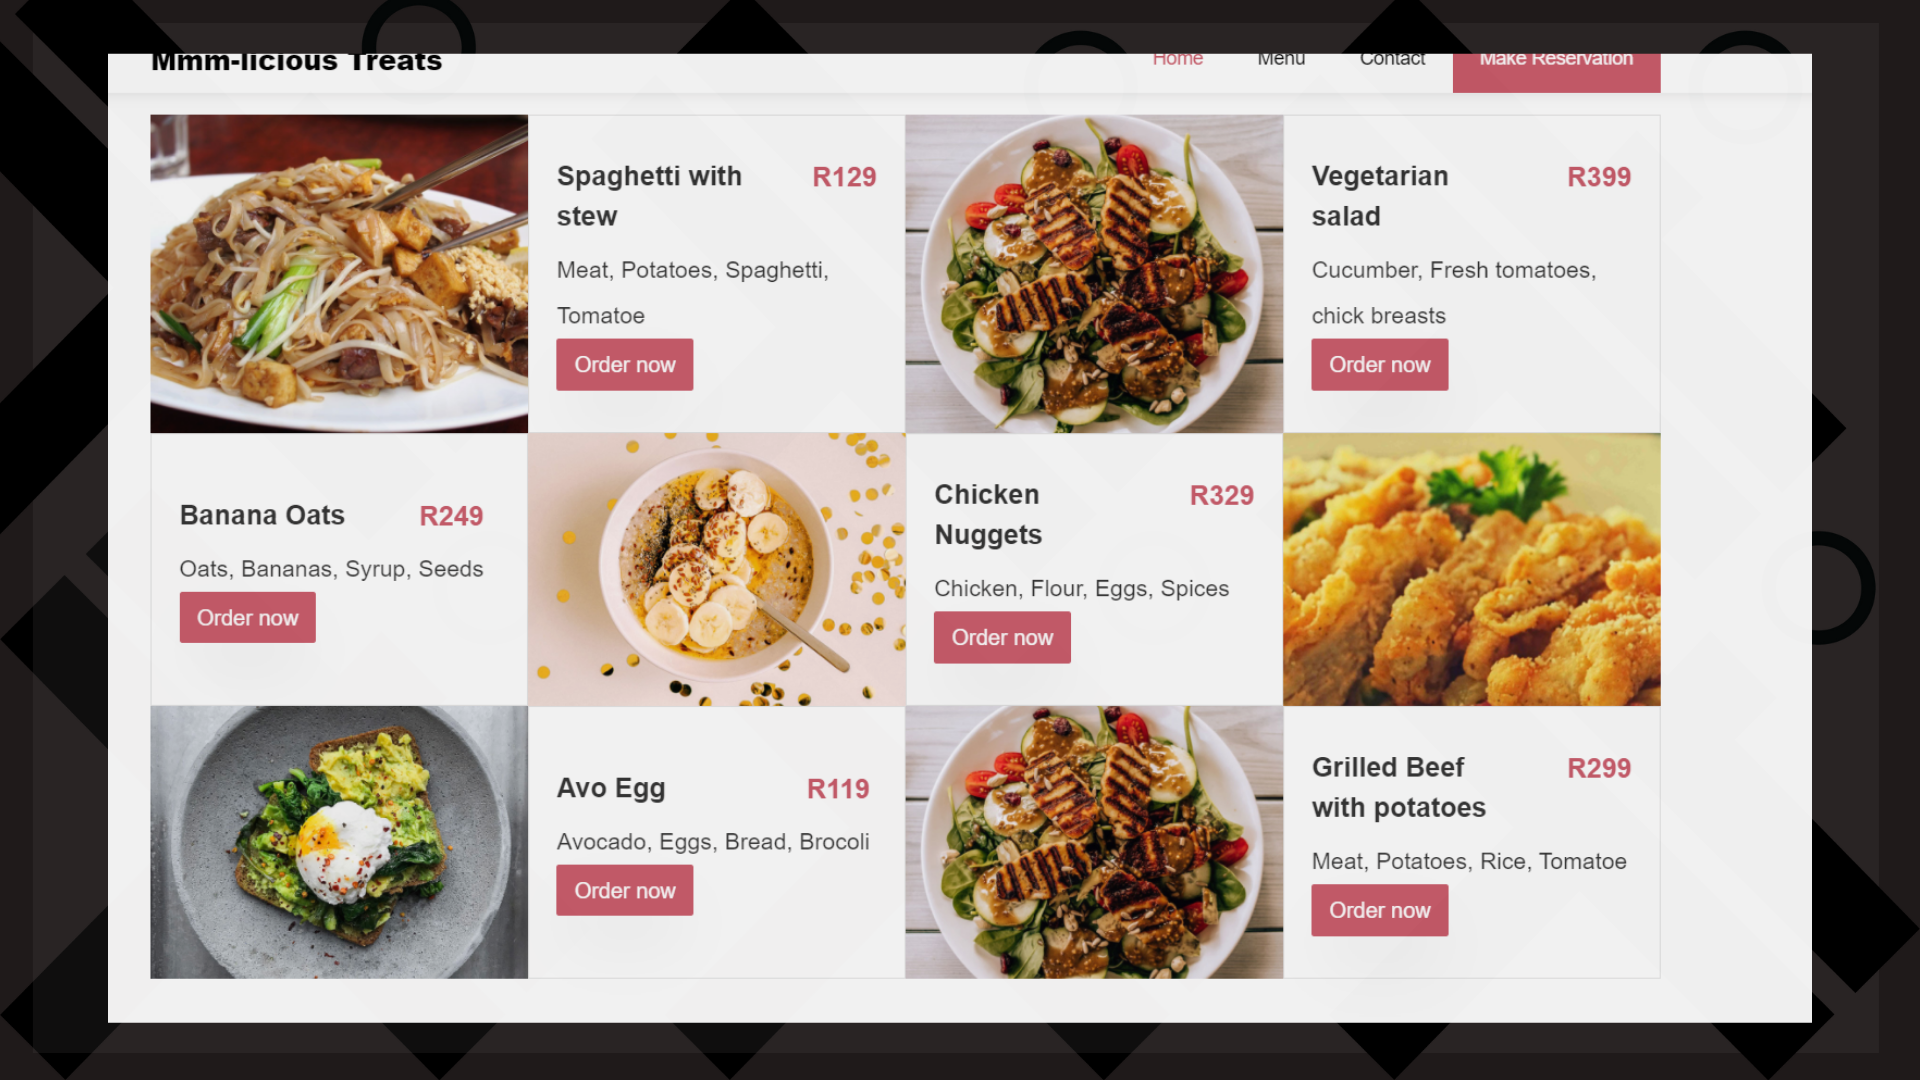 Mmm-licious Treats
Home
Menu
Contact
Make Reservation
Spaghetti with
stew
R129
Meat, Potatoes, Spaghetti,
Tomatoe
Order now
Vegetarian
salad
R399
Cucumber, Fresh tomatoes,
chick breasts
Order now
Banana Oats
R249
Oats, Bananas, Syrup, Seeds
Order now
Chicken
Nuggets
R329
Chicken, Flour, Eggs, Spices
Order now
Avo Egg
R119
Avocado, Eggs, Bread, Brocoli
Order now
Grilled Beef
with potatoes
R299
Meat, Potatoes, Rice, Tomatoe
Order now